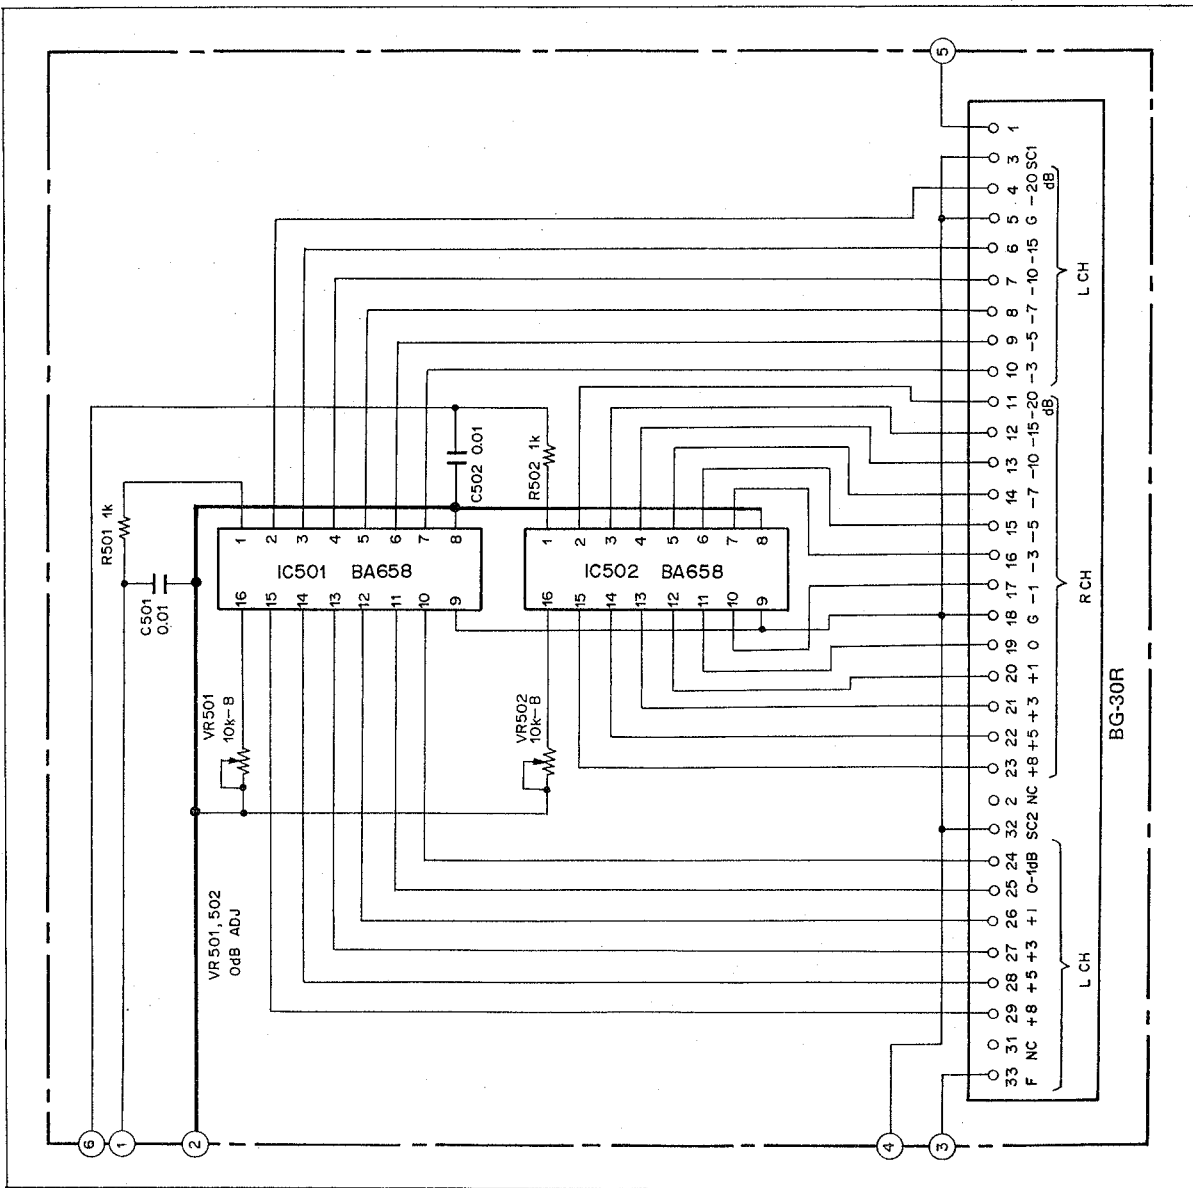 5
1
3 SC1
4 -20 dB
5 G
6 -15
7 -10
8 -7
9 -5
10 -3
L CH
11 -20 dB
12 -15
13 -10
14 -7
15 -5
16 -3
17 -1
18 G
19 0
20 +1
21 +3
22 +5
23 +8
R CH
2 NC
32 SC2
24 -1dB
25 0
26 +1
27 +3
28 +5
29 +8
31 NC
33 F
L CH
BG-30R
R501 1k
C501
0.01
C502 0.01
R502 1k
1 2 3 4 5 6 7 8
IC501 BA658
16 15 14 13 12 11 10 9
1 2 3 4 5 6 7 8
IC502 BA658
16 15 14 13 12 11 10 9
VR501
10k-B
VR502
10k-B
VR501, 502
0dB ADJ
6
1
2
4
3